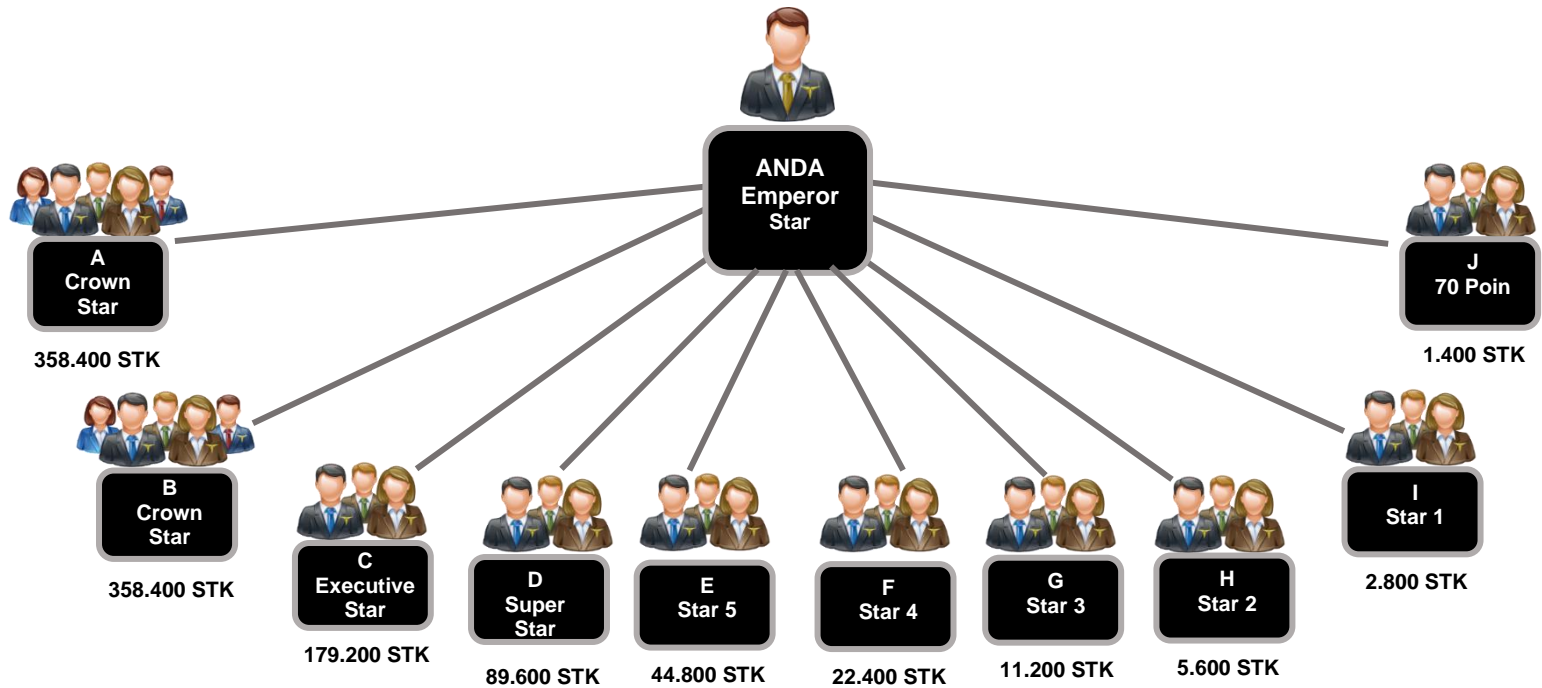 ANDA
Emperor
Star
A
Crown
Star
358.400 STK
B
Crown
Star
358.400 STK
C
Executive
Star
179.200 STK
D
Super
Star
89.600 STK
E
Star 5
44.800 STK
F
Star 4
22.400 STK
G
Star 3
11.200 STK
H
Star 2
5.600 STK
I
Star 1
2.800 STK
J
70 Poin
1.400 STK